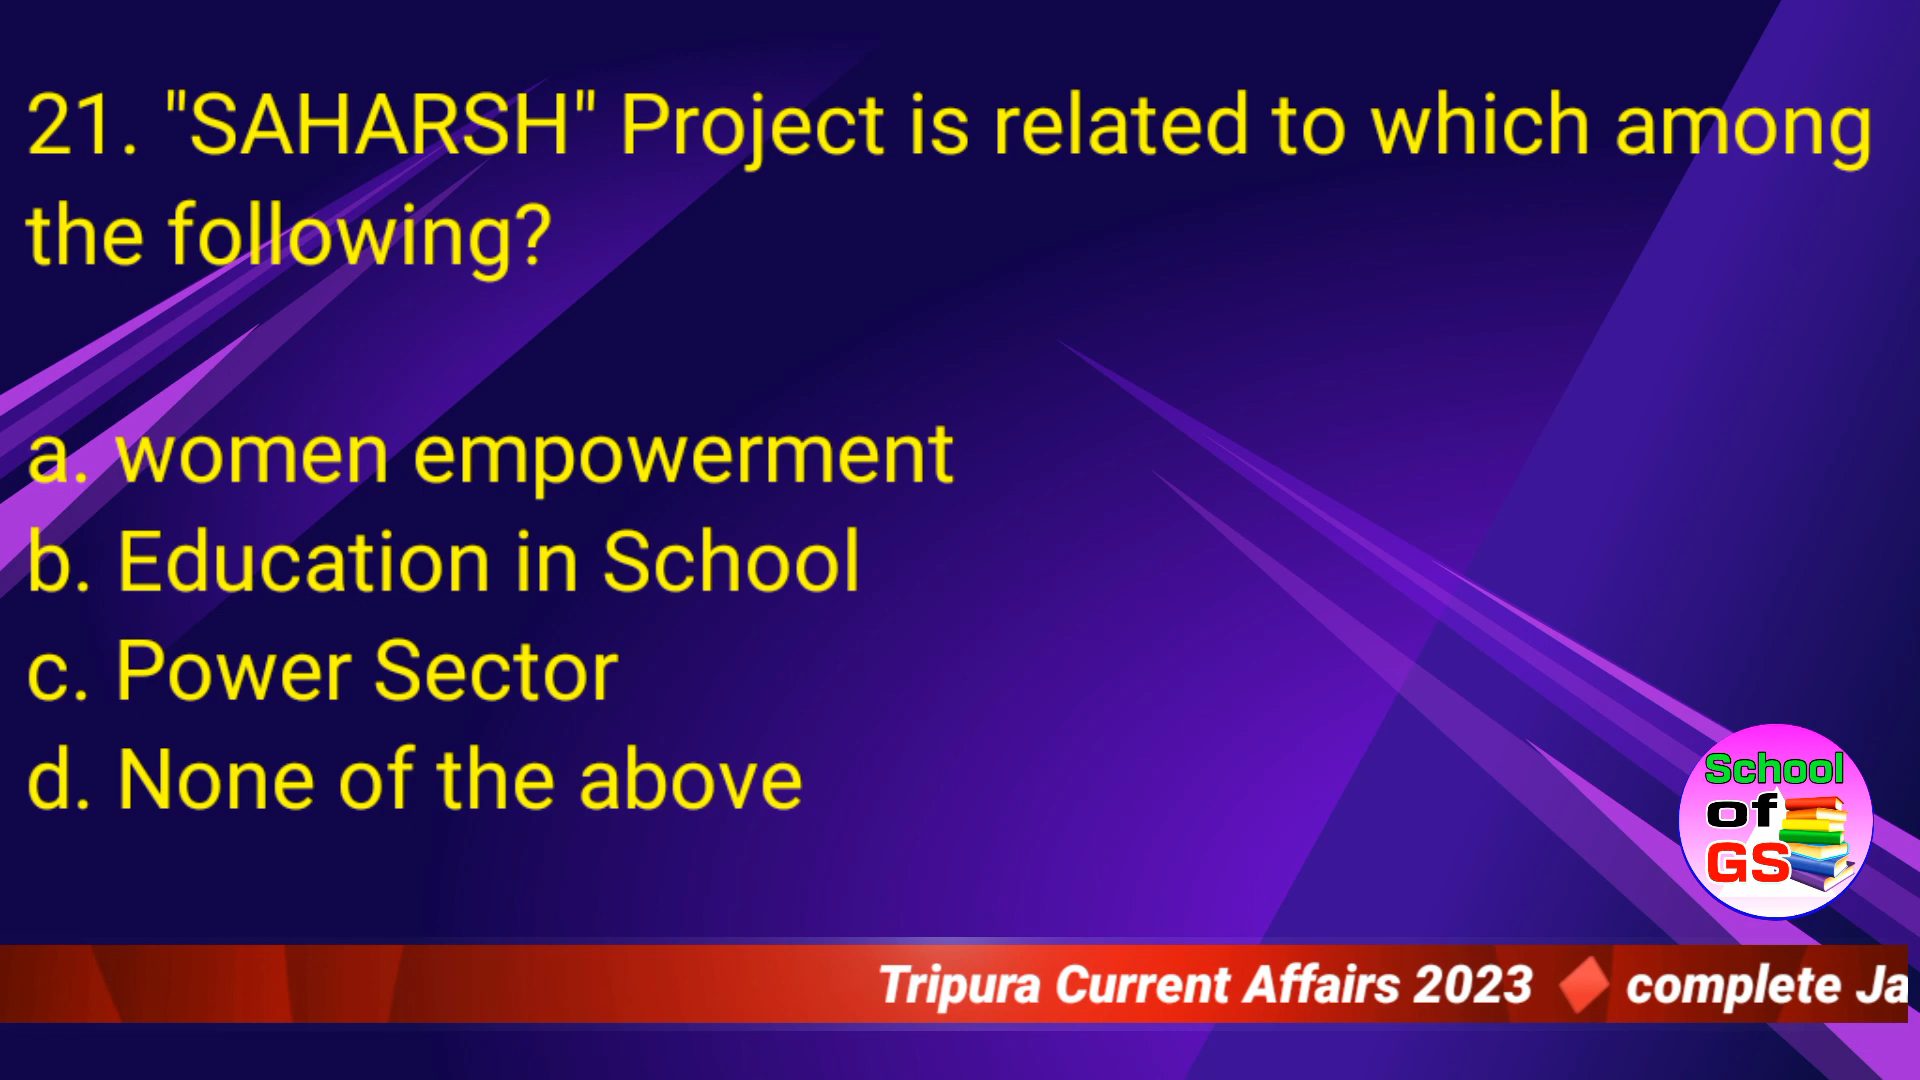 21. "SAHARSH" Project is related to which among
the following?
a. women empowerment
b. Education in School
c. Power Sector
d. None of the above
School
of
GS
Tripura Current Affairs 2023 ♦ complete Ja